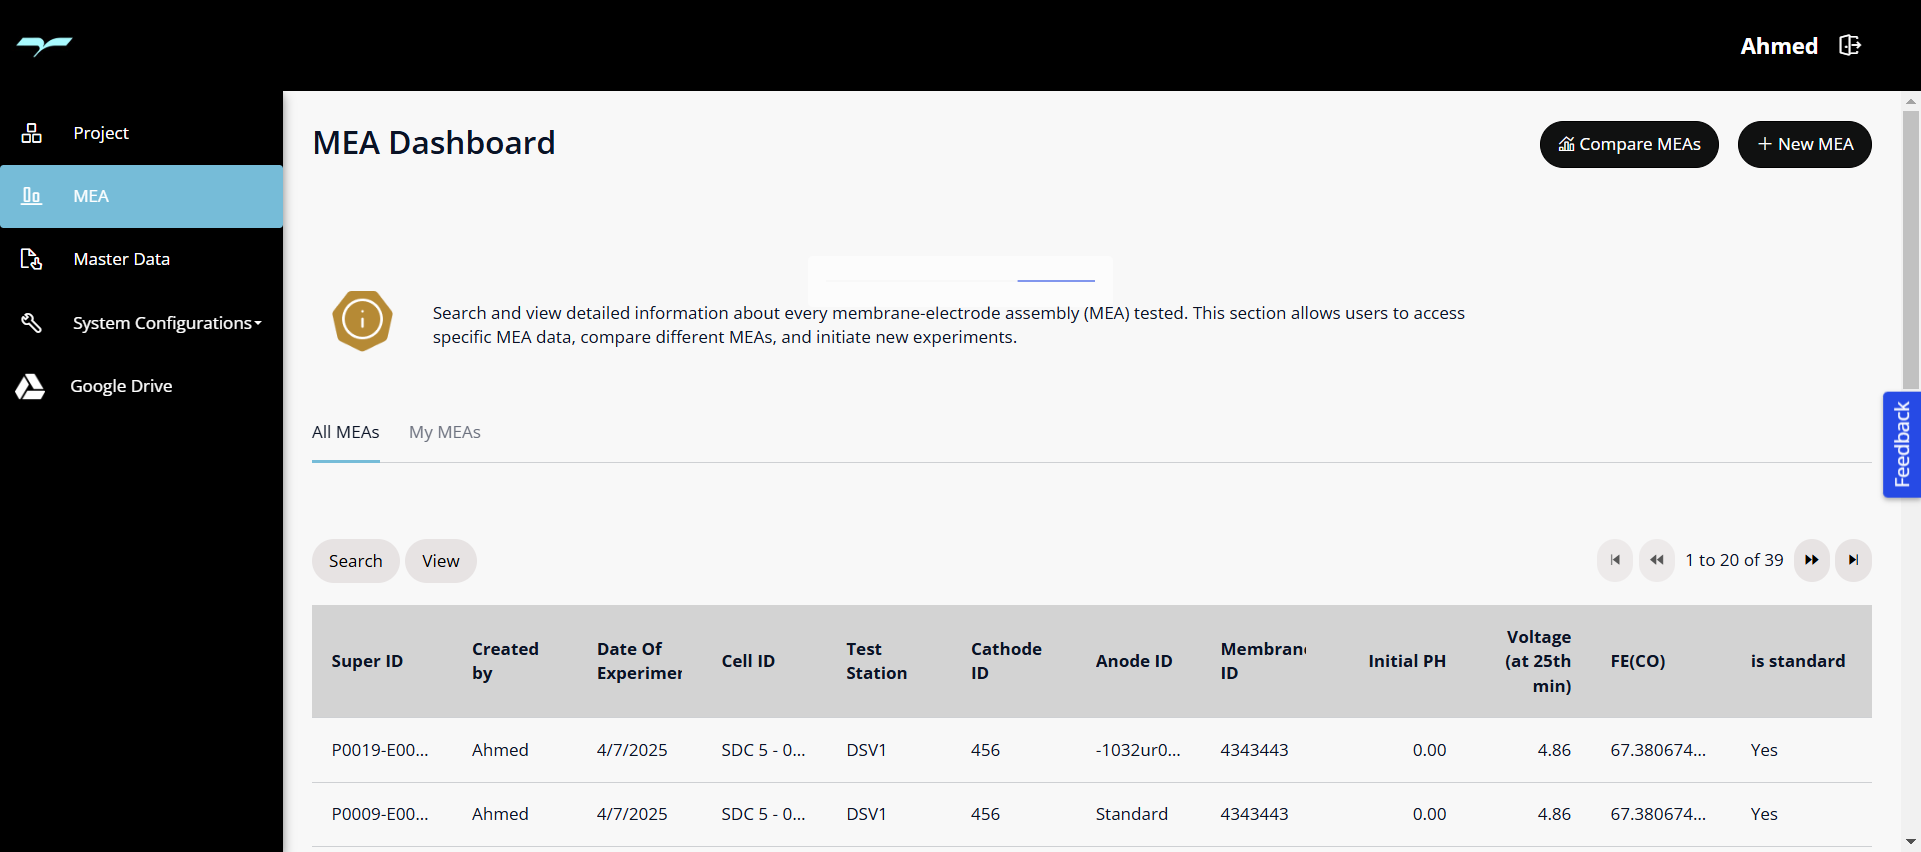 Ahmed
Project
MEA
Master Data
System Configurations
Google Drive
MEA Dashboard
Compare MEAs
+ New MEA
Search and view detailed information about every membrane-electrode assembly (MEA) tested. This section allows users to access
specific MEA data, compare different MEAs, and initiate new experiments.
All MEAs My MEAs
Feedback
Search View 1 to 20 of 39
Super ID
Created
by
Date Of
Experimen
Cell ID
Test
Station
Cathode
ID
Anode ID
Membran
ID
Initial PH
Voltage
(at 25th
min)
FE(CO)
is standard
P0019-E00... Ahmed 4/7/2025 SDC 5 - 0... DSV1 456 -1032ur0... 4343443 0.00 4.86 67.380674... Yes
P0009-E00... Ahmed 4/7/2025 SDC 5 - 0... DSV1 456 Standard 4343443 0.00 4.86 67.380674... Yes